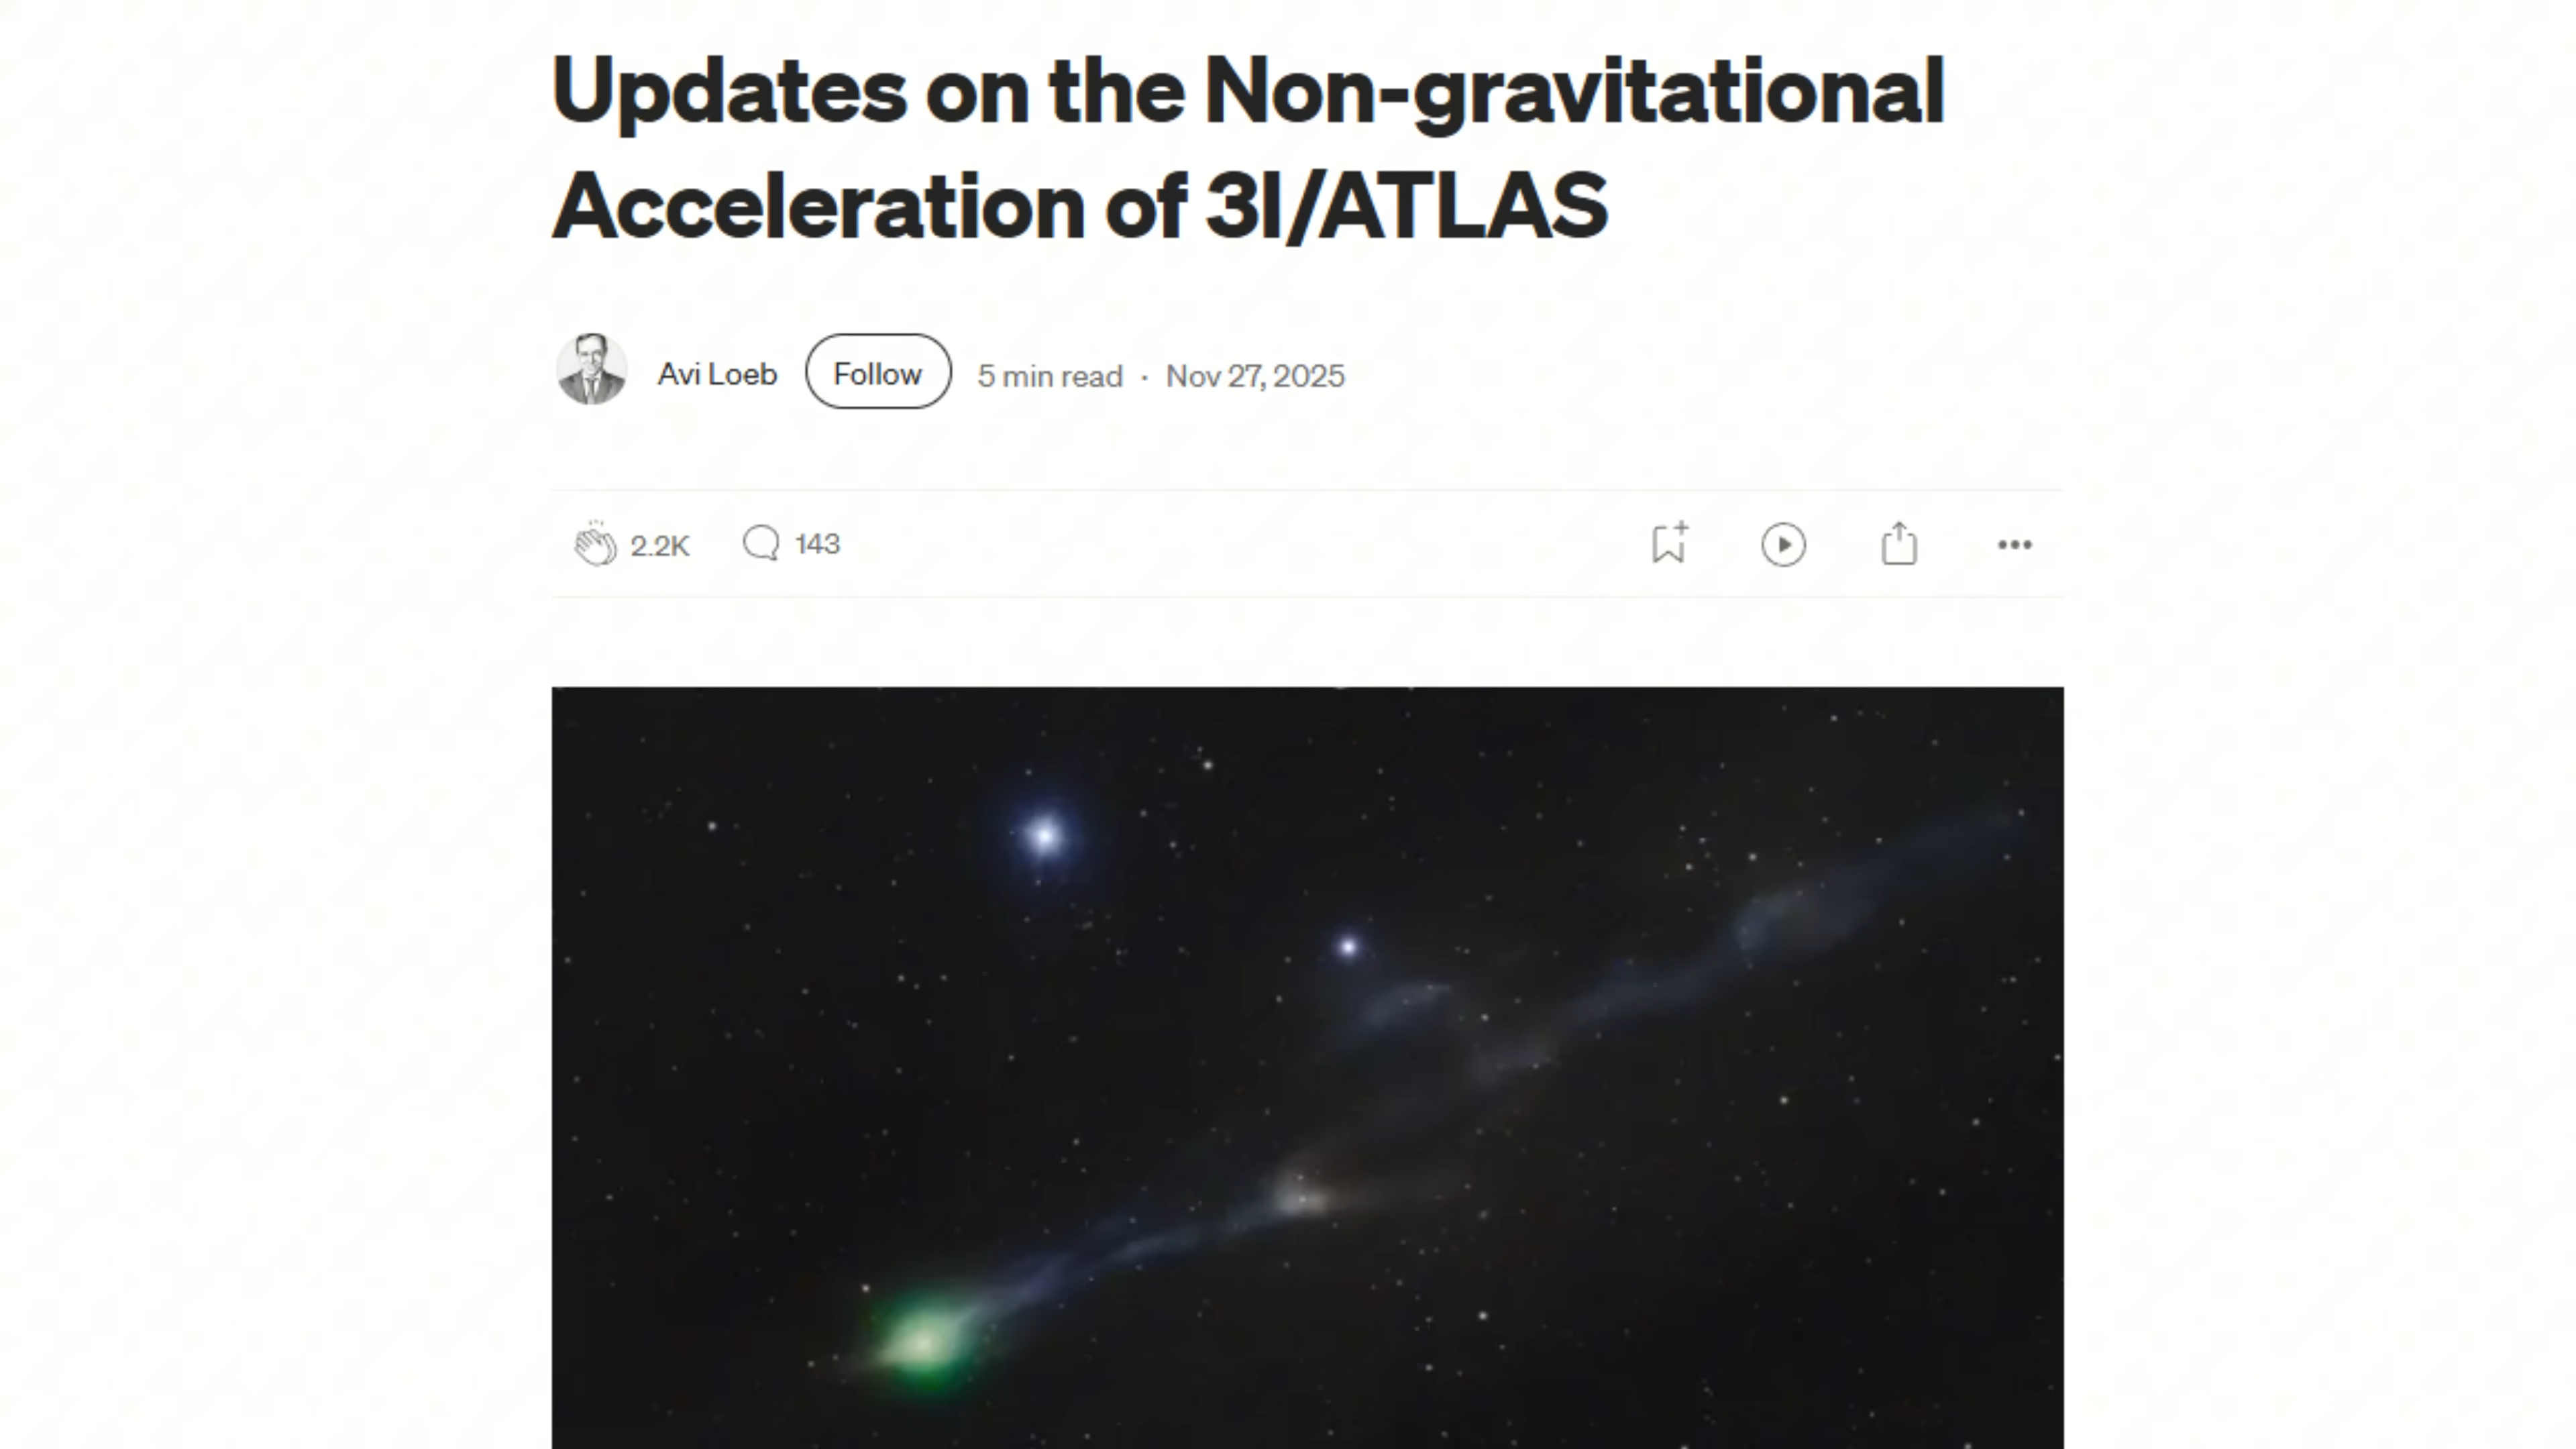 Updates on the Non-gravitational
Acceleration of 3I/ATLAS
Avi Loeb Follow 5 min read · Nov 27, 2025
2.2K 143